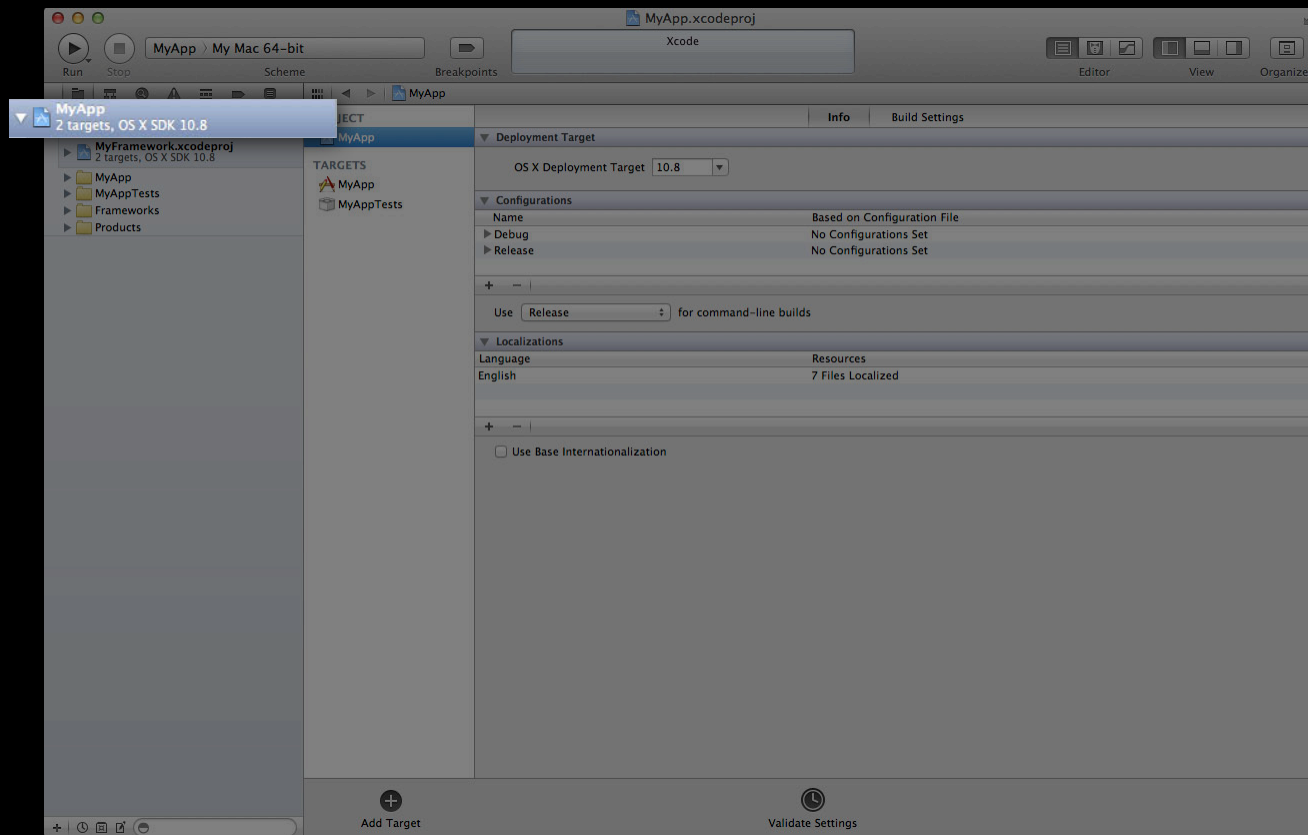 MyApp.xcodeproj
MyApp 〉 My Mac 64-bit
Xcode
Run
Stop
Scheme
Breakpoints
Editor
View
Organize
MyApp
MyApp
2 targets, OS X SDK 10.8
MyFramework.xcodeproj
2 targets, OS X SDK 10.8
MyApp
MyAppTests
Frameworks
Products
JECT
MyApp
TARGETS
MyApp
MyAppTests
Info
Build Settings
Deployment Target
OS X Deployment Target 10.8
Configurations
Name
Based on Configuration File
Debug
No Configurations Set
Release
No Configurations Set
Use Release for command-line builds
Localizations
Language
Resources
English
7 Files Localized
Use Base Internationalization
Add Target
Validate Settings